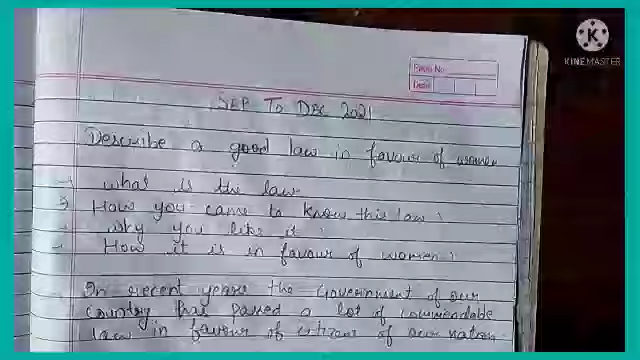 K
KINEMASTER
Page No.
Date
SEP TO DEC 2021
Describe a good law in favour of women
what is the law
How you came to know this law:
why you like it
How it is in favour of women?
In recent years the Government of our
country has passed a lot of commendable
law in favour of citizens of our nation